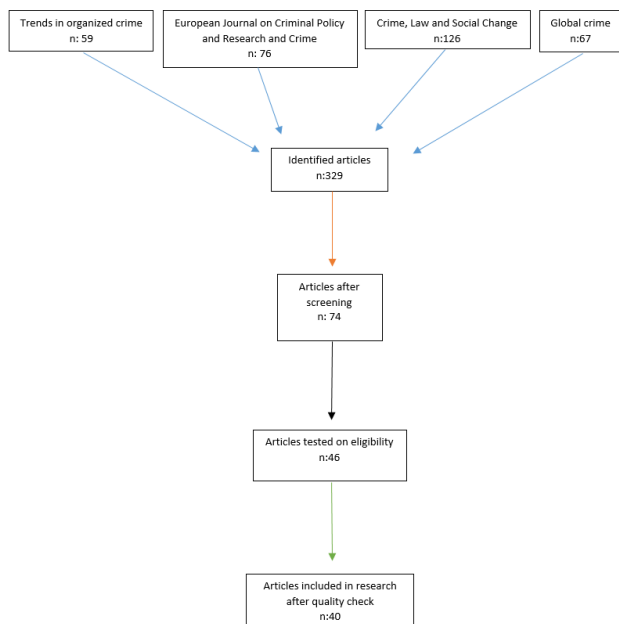 Trends in organized crime
n: 59
European Journal on Criminal Policy
and Research and Crime
n: 76
Crime, Law and Social Change
n:126
Global crime
n:67
Identified articles
n:329
Articles after
screening
n: 74
Articles tested on eligibility
n:46
Articles included in research
after quality check
n:40